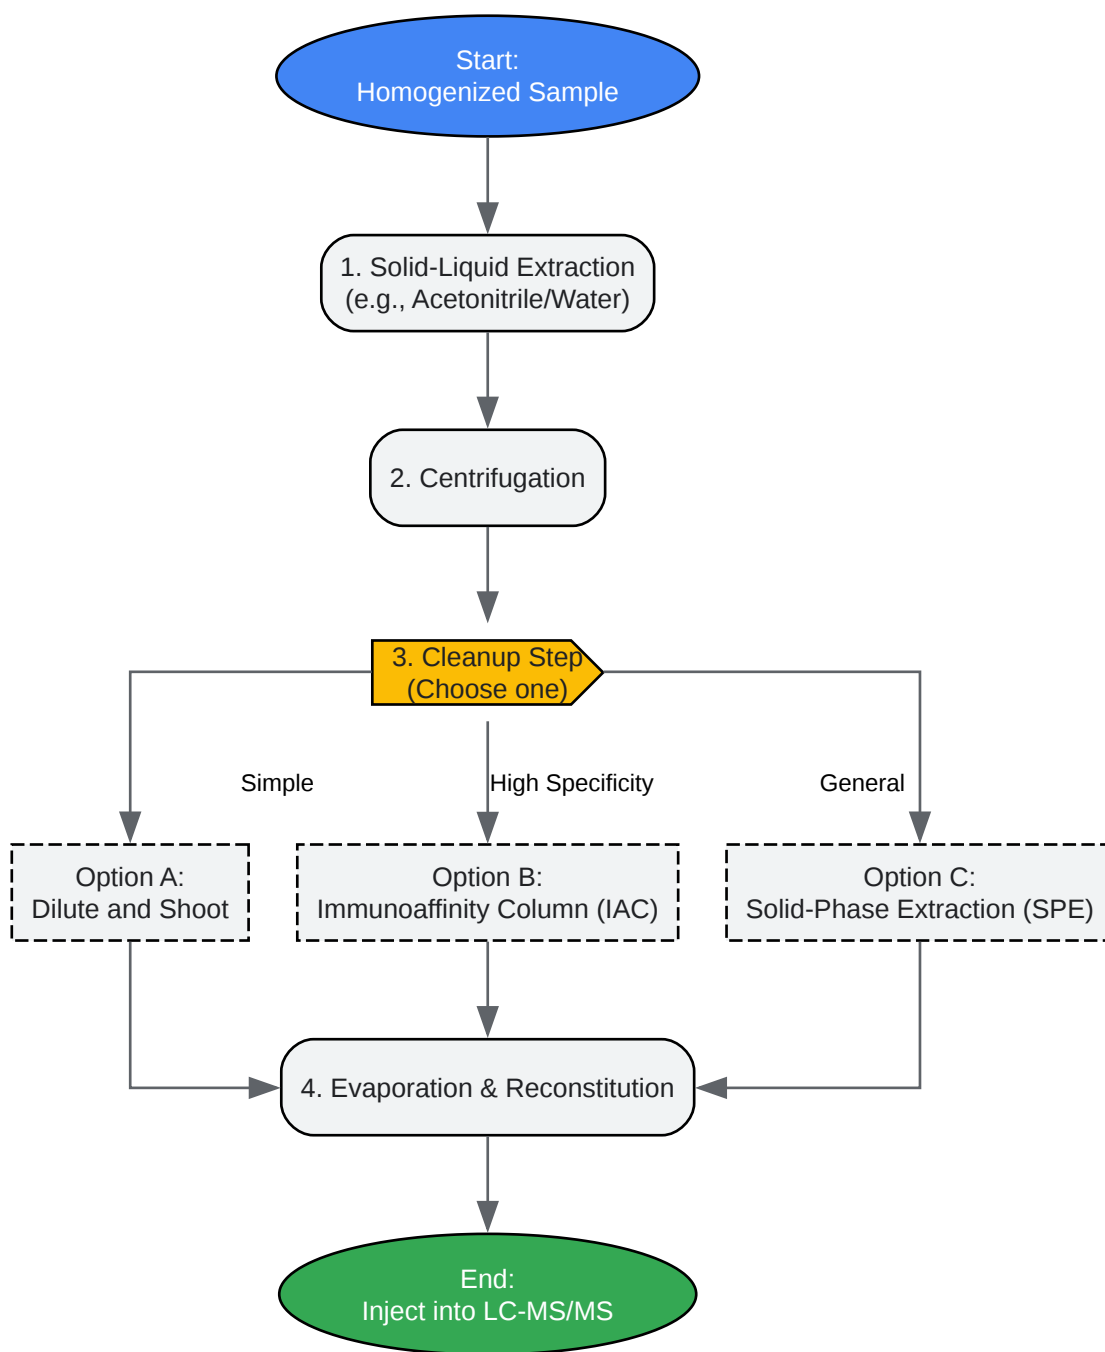 Start:
Homogenized Sample
1. Solid-Liquid Extraction
(e.g., Acetonitrile/Water)
2. Centrifugation
3. Cleanup Step
(Choose one)
Simple
High Specificity
General
Option A:
Dilute and Shoot
Option B:
Immunoaffinity Column (IAC)
Option C:
Solid-Phase Extraction (SPE)
4. Evaporation & Reconstitution
End:
Inject into LC-MS/MS